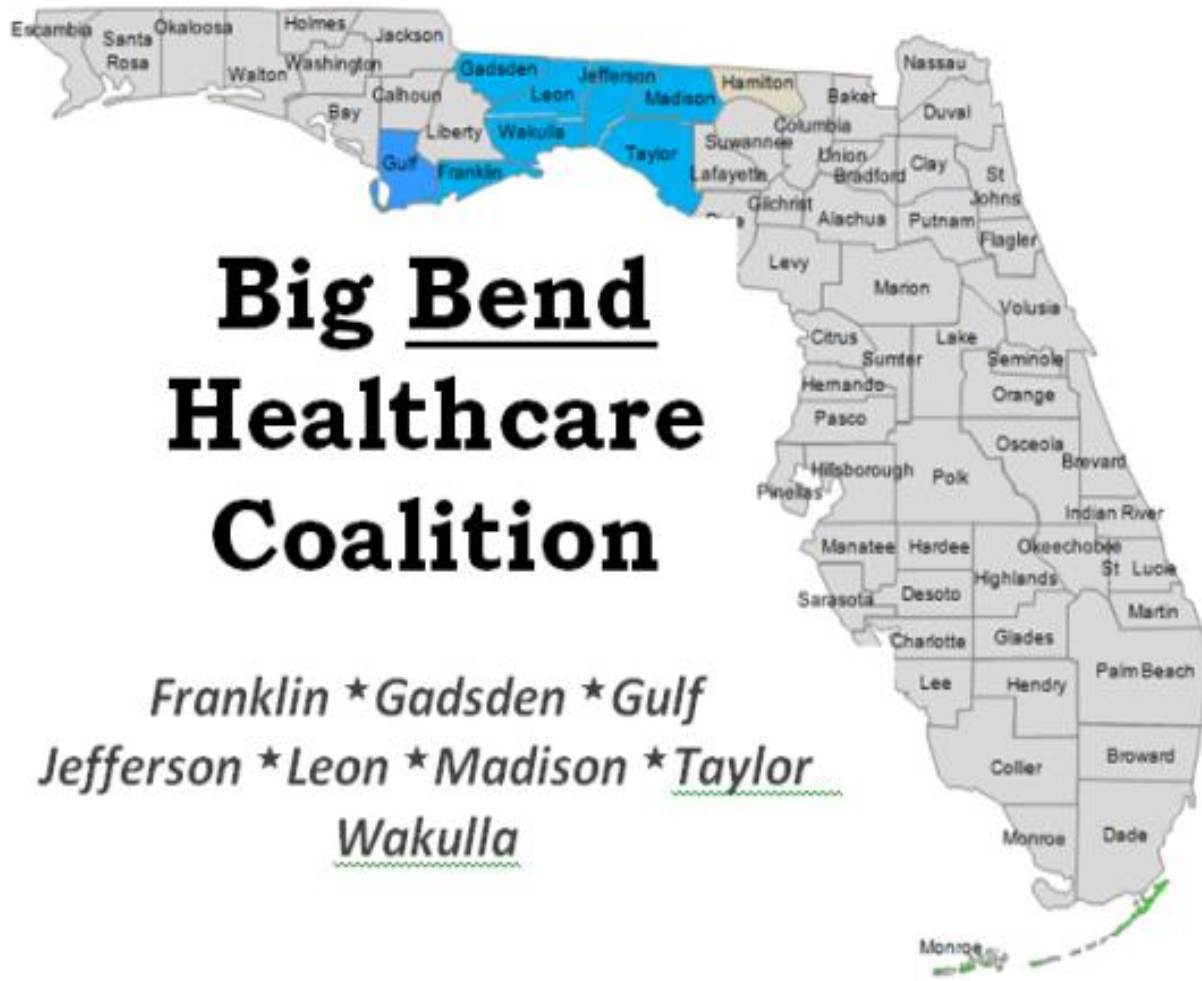 Escambia
Santa
Rosa
Okaloosa
Walton
Holmes
Washington
Jackson
Bay
Calhoun
Gulf
Liberty
Franklin
Gadsden
Leon
Wakulla
Jefferson
Madison
Taylor
Hamiton
Suwannee
Lafayette
Columbia
Baker
Nassau
Duval
Union
Bradford
Clay
St
Johns
Gilchrist
Alachua
Putnam
Flagler
Levy
Marion
Volusia
Citrus
Sumter
Lake
Seminole
Hernando
Orange
Pasco
Osceola
Brevard
Pinellas
Hillsborough
Polk
Indian River
Manatee
Hardee
Okeechobee
St Lucie
Highlands
Sarasota
Desoto
Martin
Charlotte
Glades
Palm Beach
Lee
Hendry
Collier
Broward
Monroe
Dade
Monroe
Big Bend
Healthcare
Coalition
Franklin ★ Gadsden ★ Gulf
Jefferson ★ Leon ★ Madison ★ Taylor
Wakulla